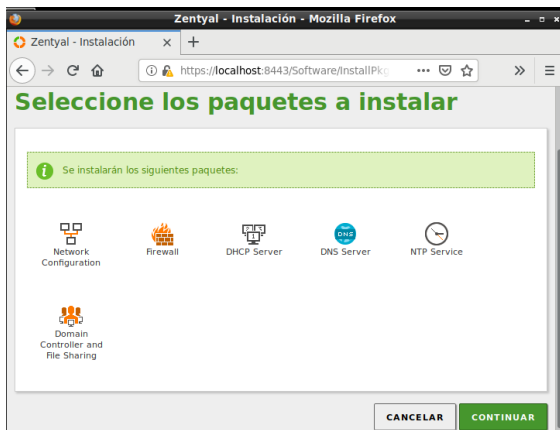 Zentyal - Instalación - Mozilla Firefox
Zentyal - Instalación
https://localhost:8443/Software/InstallPkg
Seleccione los paquetes a instalar
Se instalarán los siguientes paquetes:
Network
Configuration
Firewall
DHCP Server
DNS
DNS Server
NTP Service
Domain
Controller and
File Sharing
CANCELAR
CONTINUAR